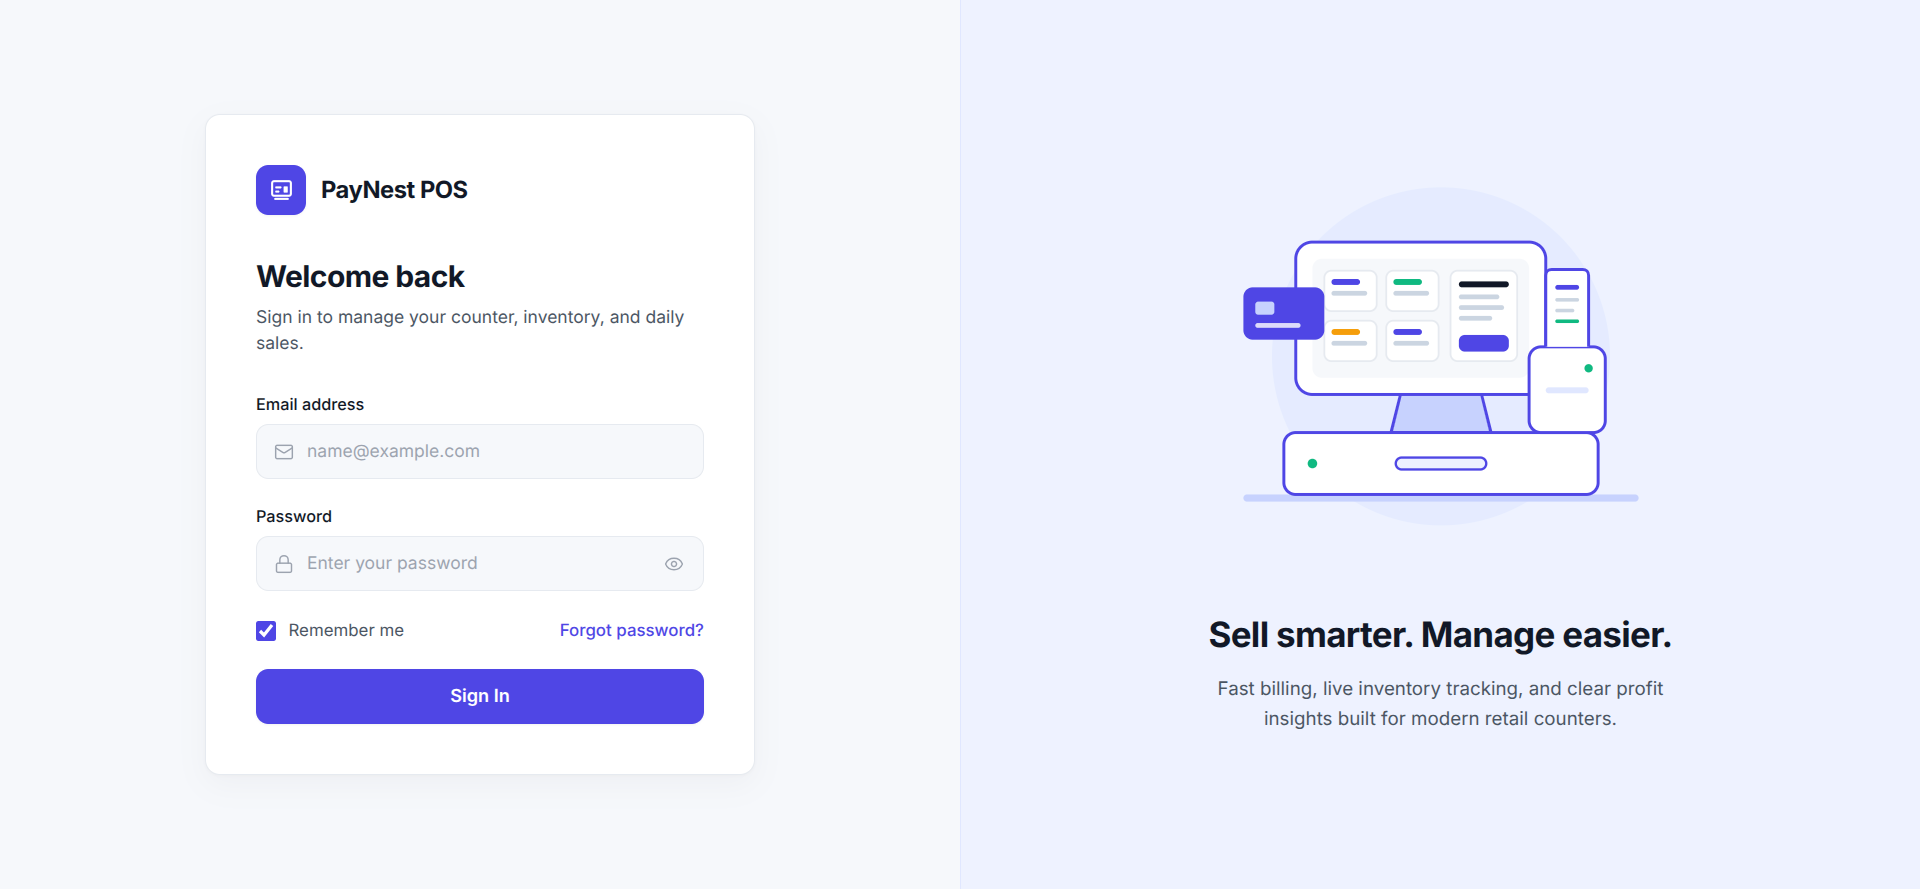 PayNest POS
Welcome back
Sign in to manage your counter, inventory, and daily
sales.
Email address
name@example.com
Password
Enter your password
Remember me
Forgot password?
Sign In
Sell smarter. Manage easier.
Fast billing, live inventory tracking, and clear profit
insights built for modern retail counters.